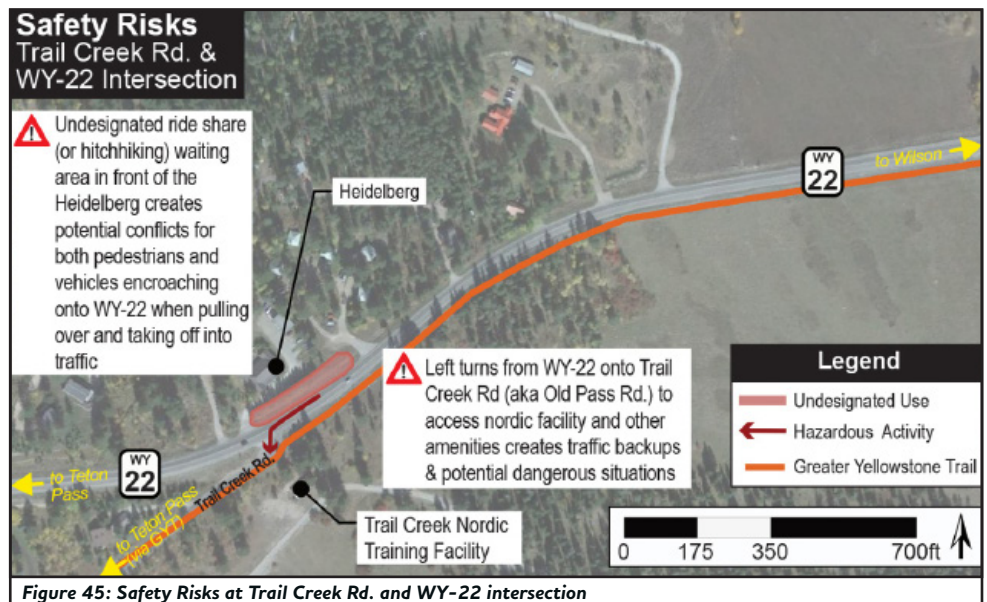 Safety Risks
Trail Creek Rd. &
WY-22 Intersection
Undesignated ride share
(or hitchhiking) waiting
area in front of the
Heidelberg creates
potential conflicts for
both pedestrians and
vehicles encroaching
onto WY-22 when pulling
over and taking off into
traffic
Heidelberg
WY
22
to Wilson
Left turns from WY-22 onto Trail
Creek Rd (aka Old Pass Rd.) to
access nordic facility and other
amenities creates traffic backups
& potential dangerous situations
Legend
Undesignated Use
Hazardous Activity
Greater Yellowstone Trail
to Teton
Pass
WY
22
Trail Creek Rd.
to Teton Pass
(via GYT)
Trail Creek Nordic
Training Facility
0 175 350 700ft
Figure 45: Safety Risks at Trail Creek Rd. and WY-22 intersection